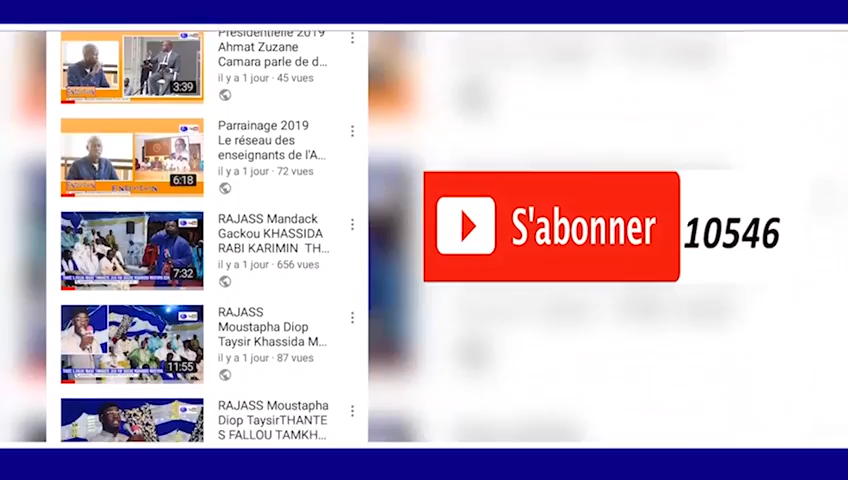 Présidentielle 2019
Ahmat Zuzane
Camara parle de d...
il y a 1 jour · 45 vues
3:39
Parrainage 2019
Le réseau des
enseignants de l'A...
il y a 1 jour · 72 vues
6:18
RAJASS Mandack
Gackou KHASSIDA
RABI KARIMIN TH...
il y a 1 jour · 656 vues
7:32
RAJASS
Moustapha Diop
Taysir Khassida M...
il y a 1 jour · 87 vues
11:55
RAJASS Moustapha
Diop TaysirTHANTE
S FALLOU TAMKH...
S'abonner
10546